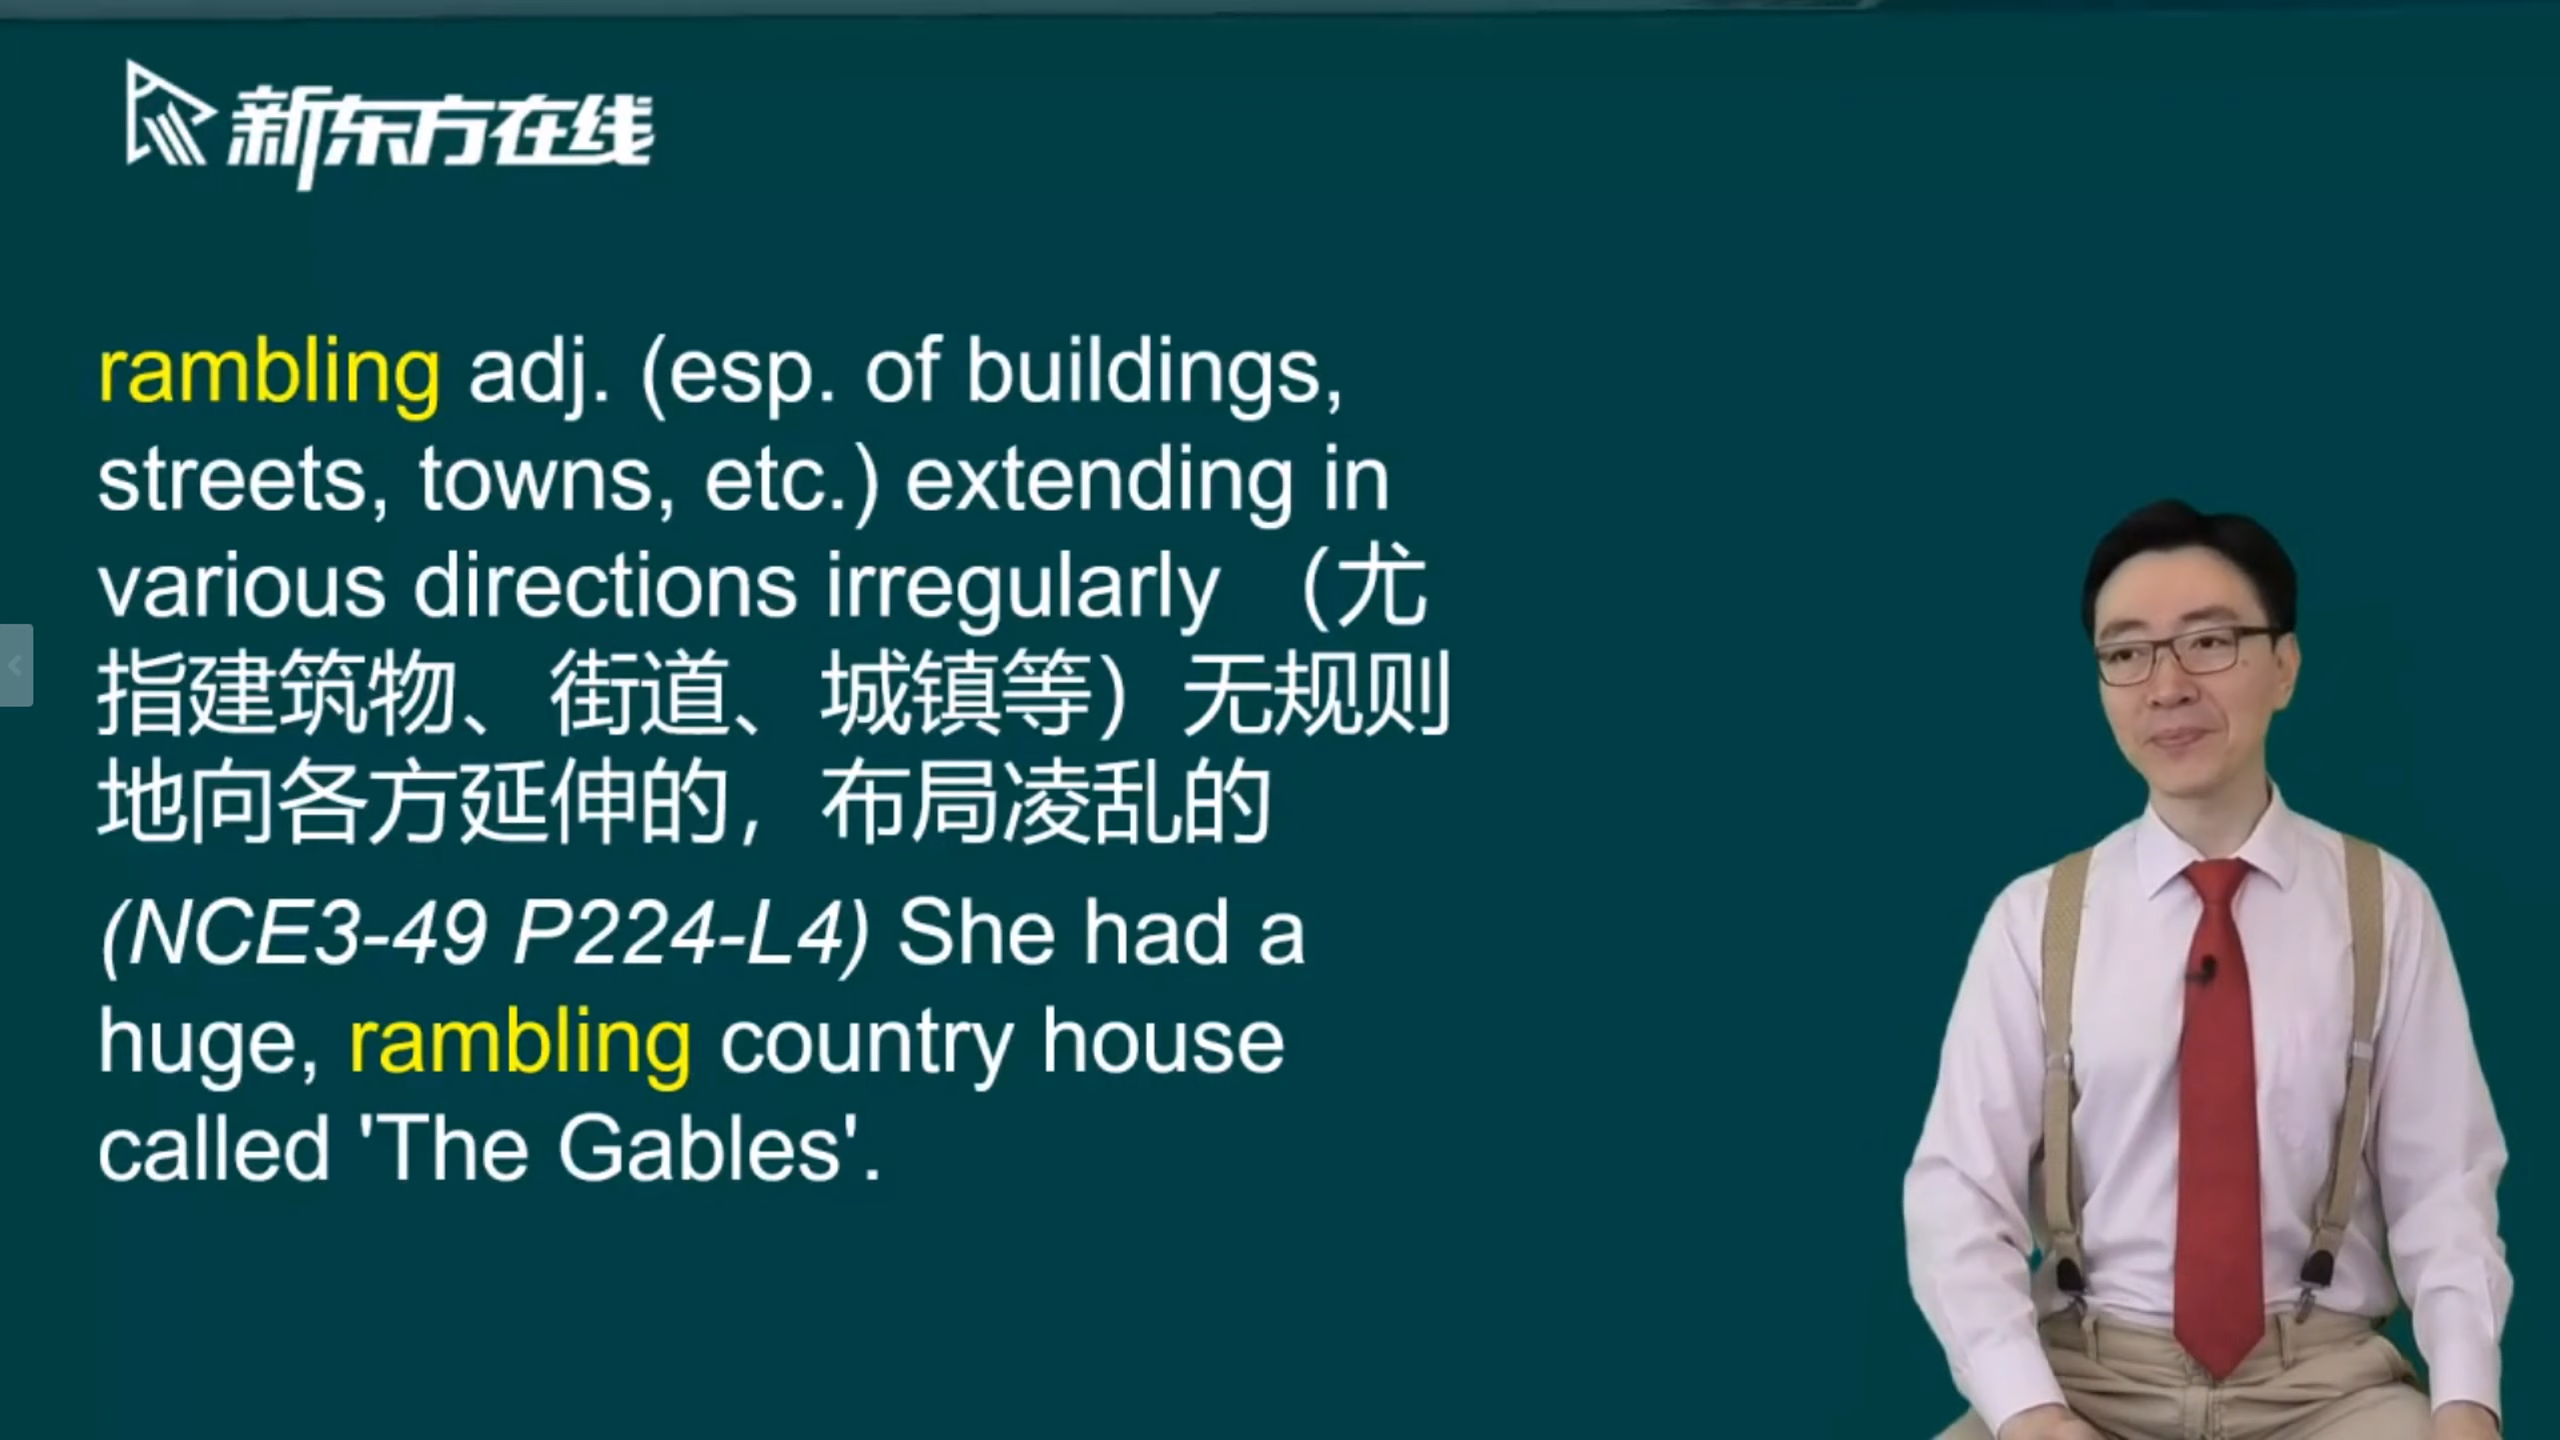 新东方在线
rambling adj. (esp. of buildings,
streets, towns, etc.) extending in
various directions irregularly （尤
指建筑物、街道、城镇等）无规则
地向各方延伸的，布局凌乱的
(NCE3-49 P224-L4) She had a
huge, rambling country house
called 'The Gables'.